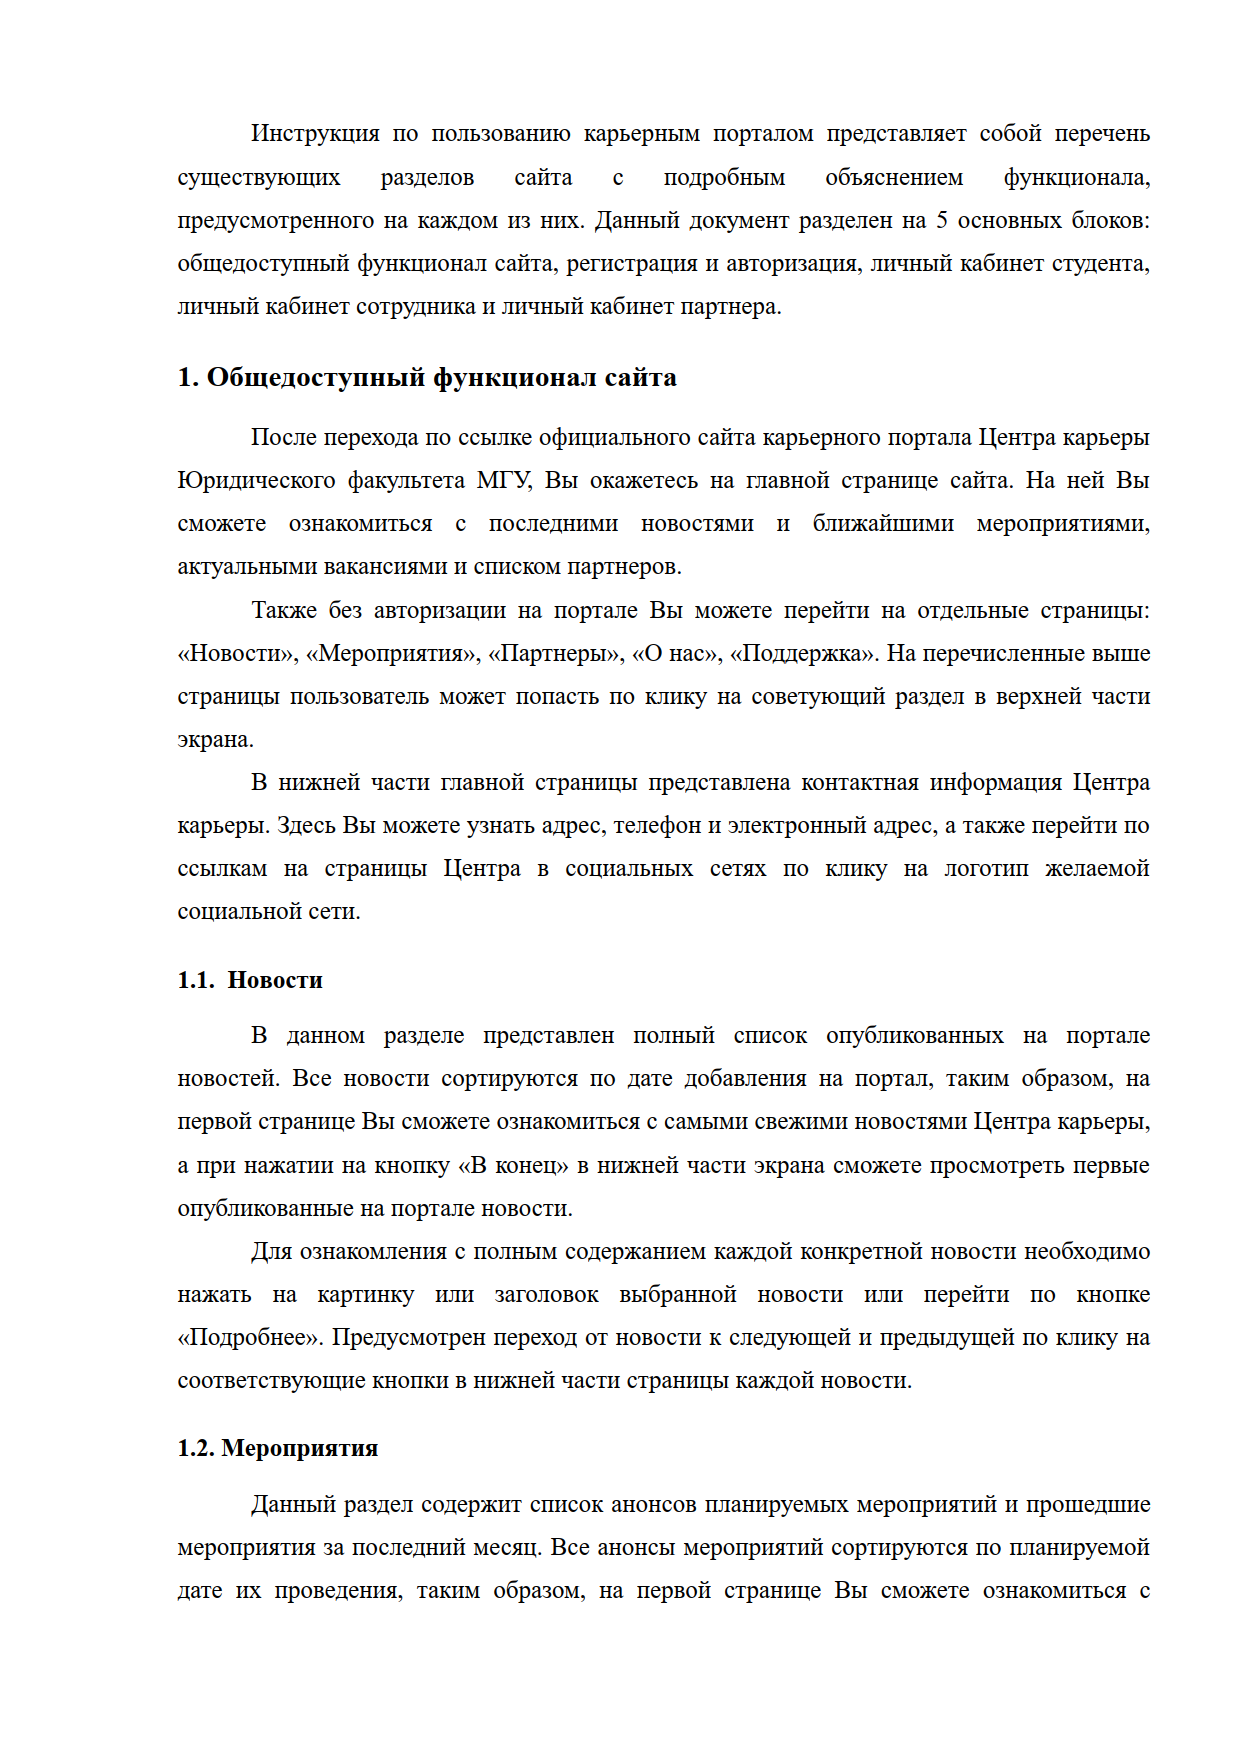 Инструкция по пользованию карьерным порталом представляет собой перечень
существующих разделов сайта с подробным объяснением функционала,
предусмотренного на каждом из них. Данный документ разделен на 5 основных блоков:
общедоступный функционал сайта, регистрация и авторизация, личный кабинет студента,
личный кабинет сотрудника и личный кабинет партнера.
1. Общедоступный функционал сайта
После перехода по ссылке официального сайта карьерного портала Центра карьеры
Юридического факультета МГУ, Вы окажетесь на главной странице сайта. На ней Вы
сможете ознакомиться с последними новостями и ближайшими мероприятиями,
актуальными вакансиями и списком партнеров.
Также без авторизации на портале Вы можете перейти на отдельные страницы:
«Новости», «Мероприятия», «Партнеры», «О нас», «Поддержка». На перечисленные выше
страницы пользователь может попасть по клику на советующий раздел в верхней части
экрана.
В нижней части главной страницы представлена контактная информация Центра
карьеры. Здесь Вы можете узнать адрес, телефон и электронный адрес, а также перейти по
ссылкам на страницы Центра в социальных сетях по клику на логотип желаемой
социальной сети.
1.1. Новости
В данном разделе представлен полный список опубликованных на портале
новостей. Все новости сортируются по дате добавления на портал, таким образом, на
первой странице Вы сможете ознакомиться с самыми свежими новостями Центра карьеры,
а при нажатии на кнопку «В конец» в нижней части экрана сможете просмотреть первые
опубликованные на портале новости.
Для ознакомления с полным содержанием каждой конкретной новости необходимо
нажать на картинку или заголовок выбранной новости или перейти по кнопке
«Подробнее». Предусмотрен переход от новости к следующей и предыдущей по клику на
соответствующие кнопки в нижней части страницы каждой новости.
1.2. Мероприятия
Данный раздел содержит список анонсов планируемых мероприятий и прошедшие
мероприятия за последний месяц. Все анонсы мероприятий сортируются по планируемой
дате их проведения, таким образом, на первой странице Вы сможете ознакомиться с